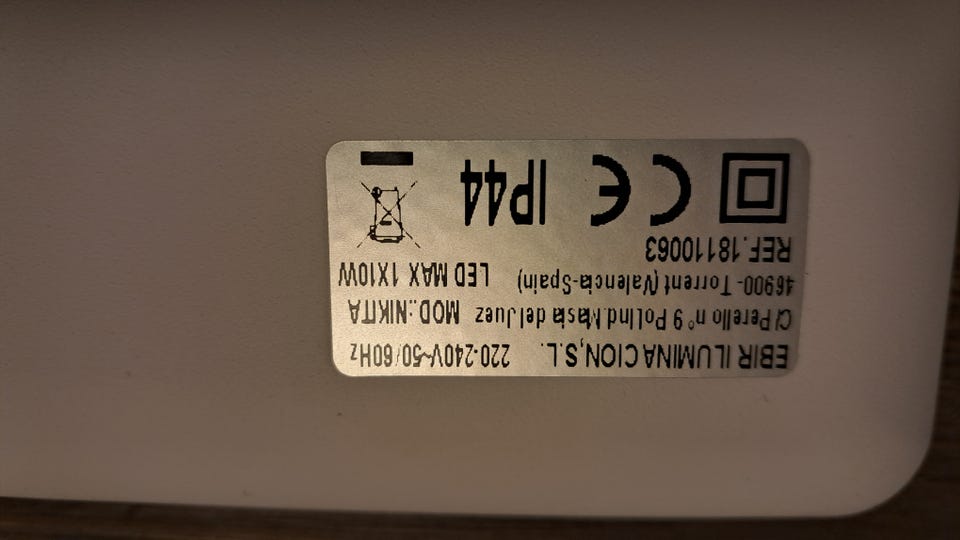 EBIR ILUMINACION,S.L. 220-240V~50/60Hz
C/ Perello nº 9 Pol.Ind.Masia del Juez MOD.:NIKITA
46900- Torrent (Valencia-Spain) LED MAX 1X10W
REF.18110063
CE IP44